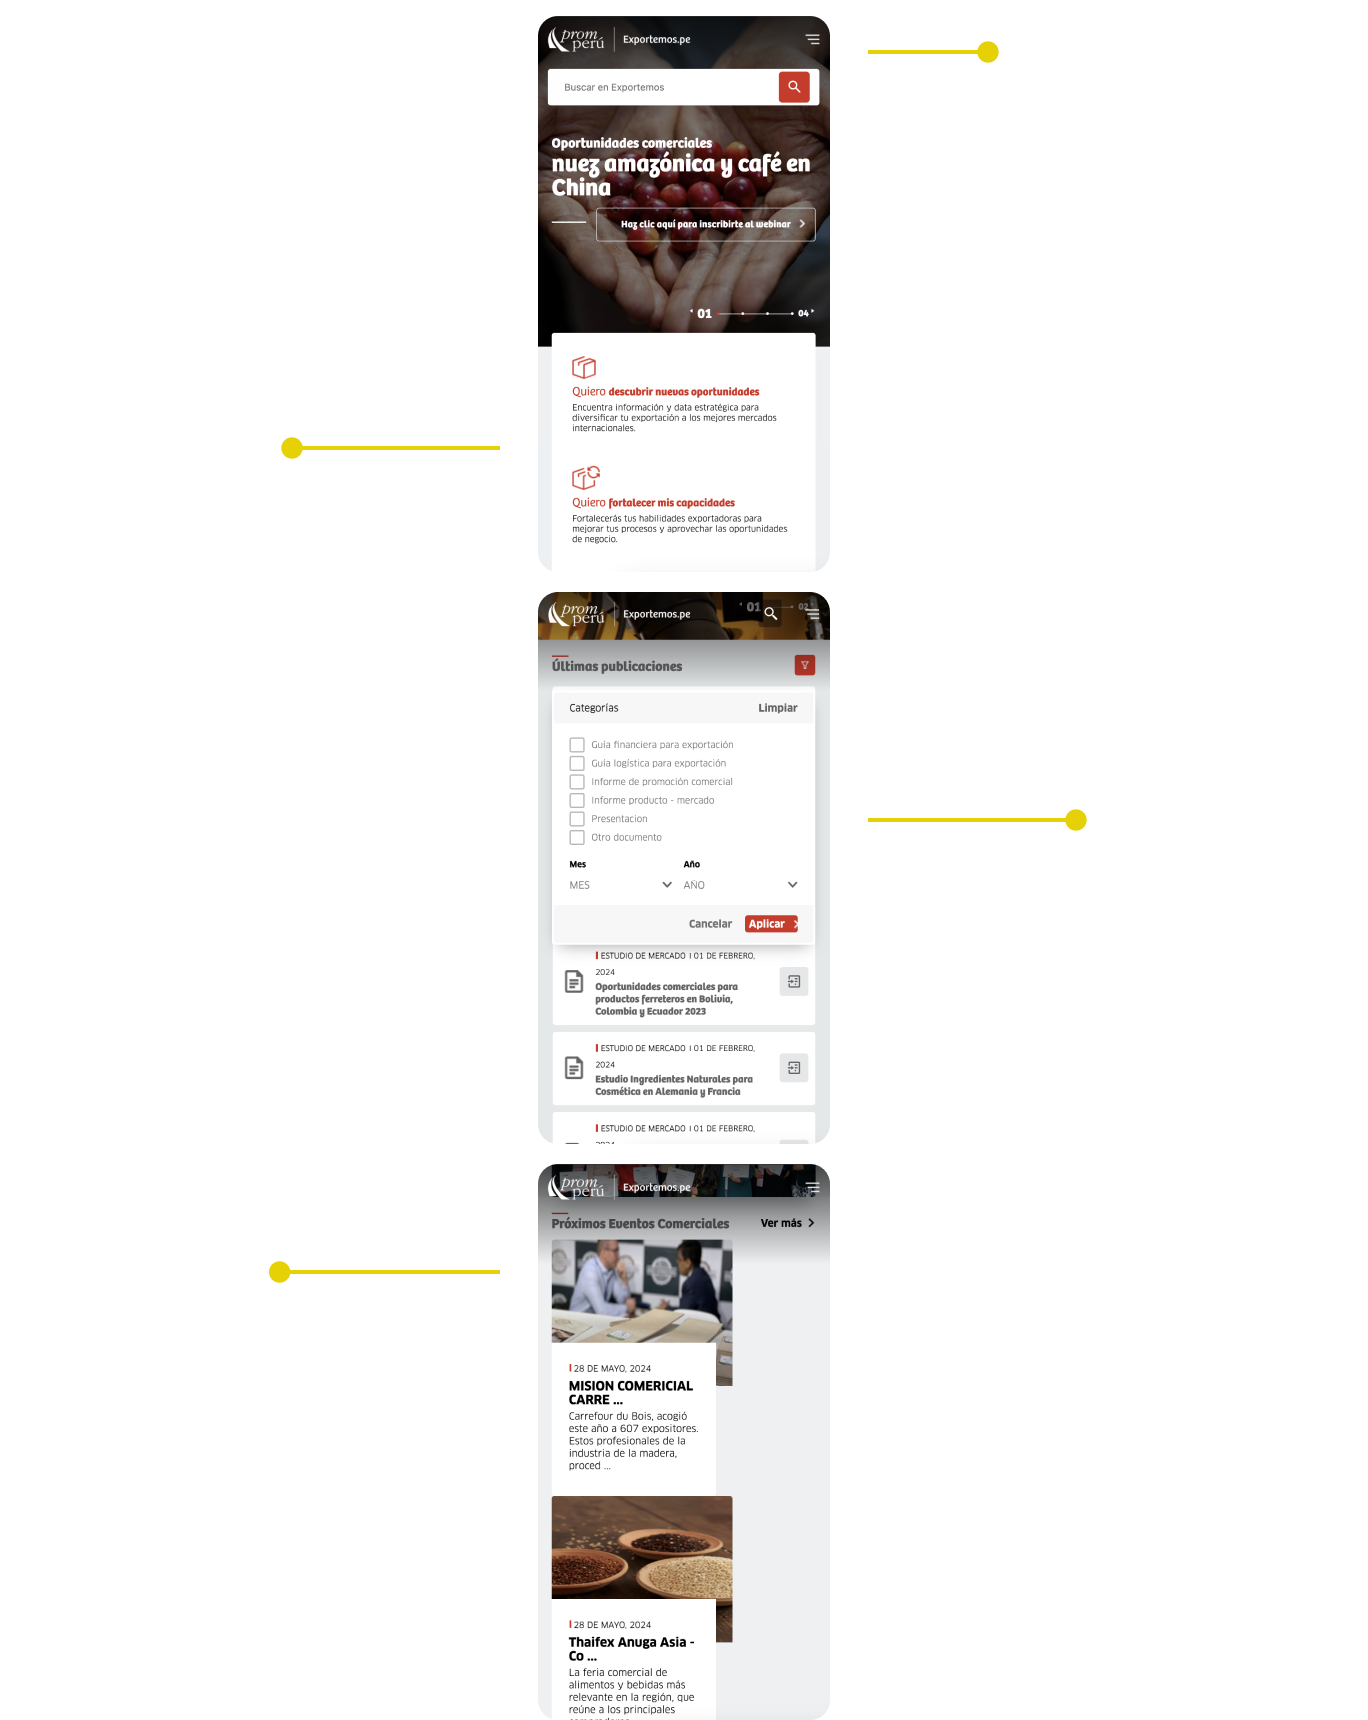 prom
perú
Exportemos.pe
Buscar en Exportemos
Oportunidades comerciales
nuez amazónica y café en
China
Haz clic aquí para inscribirte al webinar
01
04
Quiero descubrir nuevas oportunidades
Encuentra información y data estratégica para
diversificar tu exportación a los mejores mercados
internacionales.
Quiero fortalecer mis capacidades
Fortalecerás tus habilidades exportadoras para
mejorar tus procesos y aprovechar las oportunidades
de negocio.
prom
perú
Exportemos.pe
01
02
Últimas publicaciones
Categorías
Limpiar
Guía financiera para exportación
Guía logística para exportación
Informe de promoción comercial
Informe producto - mercado
Presentacion
Otro documento
Mes
Año
MES
AÑO
Cancelar
Aplicar
ESTUDIO DE MERCADO I 01 DE FEBRERO,
2024
Oportunidades comerciales para
productos ferreteros en Bolivia,
Colombia y Ecuador 2023
ESTUDIO DE MERCADO I 01 DE FEBRERO,
2024
Estudio Ingredientes Naturales para
Cosmética en Alemania y Francia
ESTUDIO DE MERCADO I 01 DE FEBRERO,
2024
prom
perú
Exportemos.pe
Próximos Eventos Comerciales
Ver más
28 DE MAYO, 2024
MISION COMERICIAL
CARRE ...
Carrefour du Bois, acogió
este año a 607 expositores.
Estos profesionales de la
industria de la madera,
proced ...
28 DE MAYO, 2024
Thaifex Anuga Asia -
Co ...
La feria comercial de
alimentos y bebidas más
relevante en la región, que
reúne a los principales